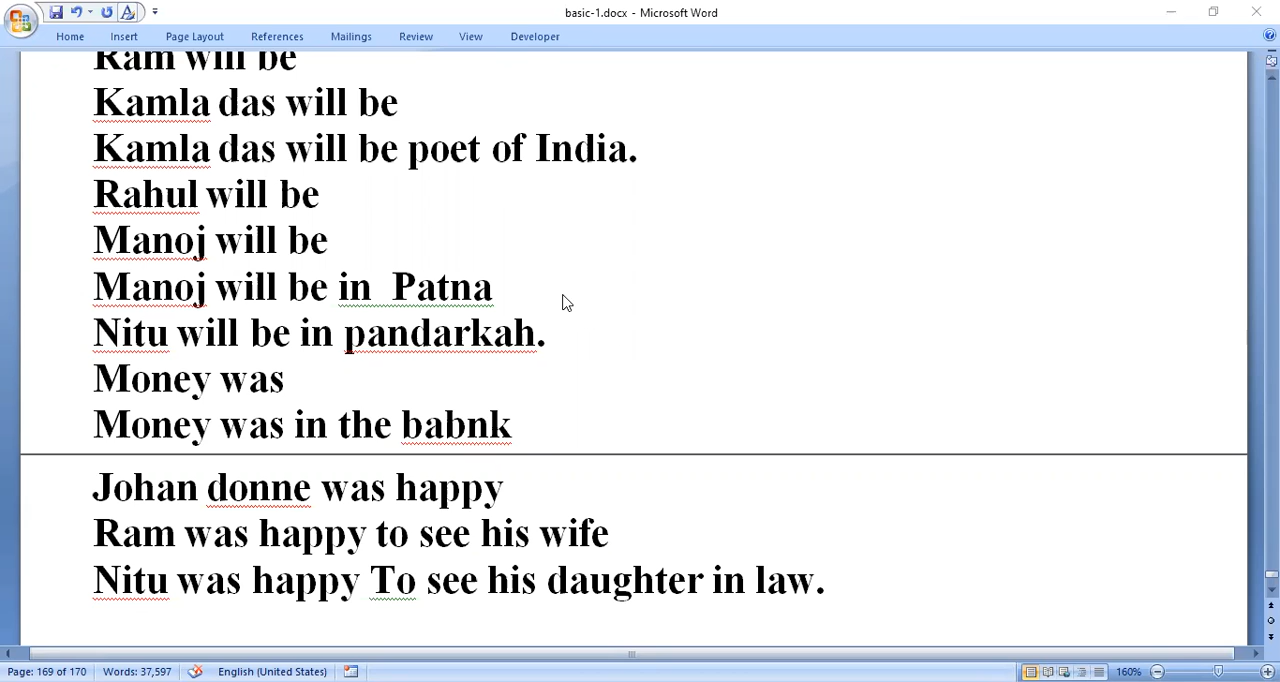 basic-1.docx - Microsoft Word
Home Insert Page Layout References Mailings Review View Developer
Ram will be
Kamla das will be
Kamla das will be poet of India.
Rahul will be
Manoj will be
Manoj will be in  Patna
Nitu will be in pandarkah.
Money was
Money was in the babnk
Johan donne was happy
Ram was happy to see his wife
Nitu was happy To see his daughter in law.
Page: 169 of 170 Words: 37,597 English (United States) 160%